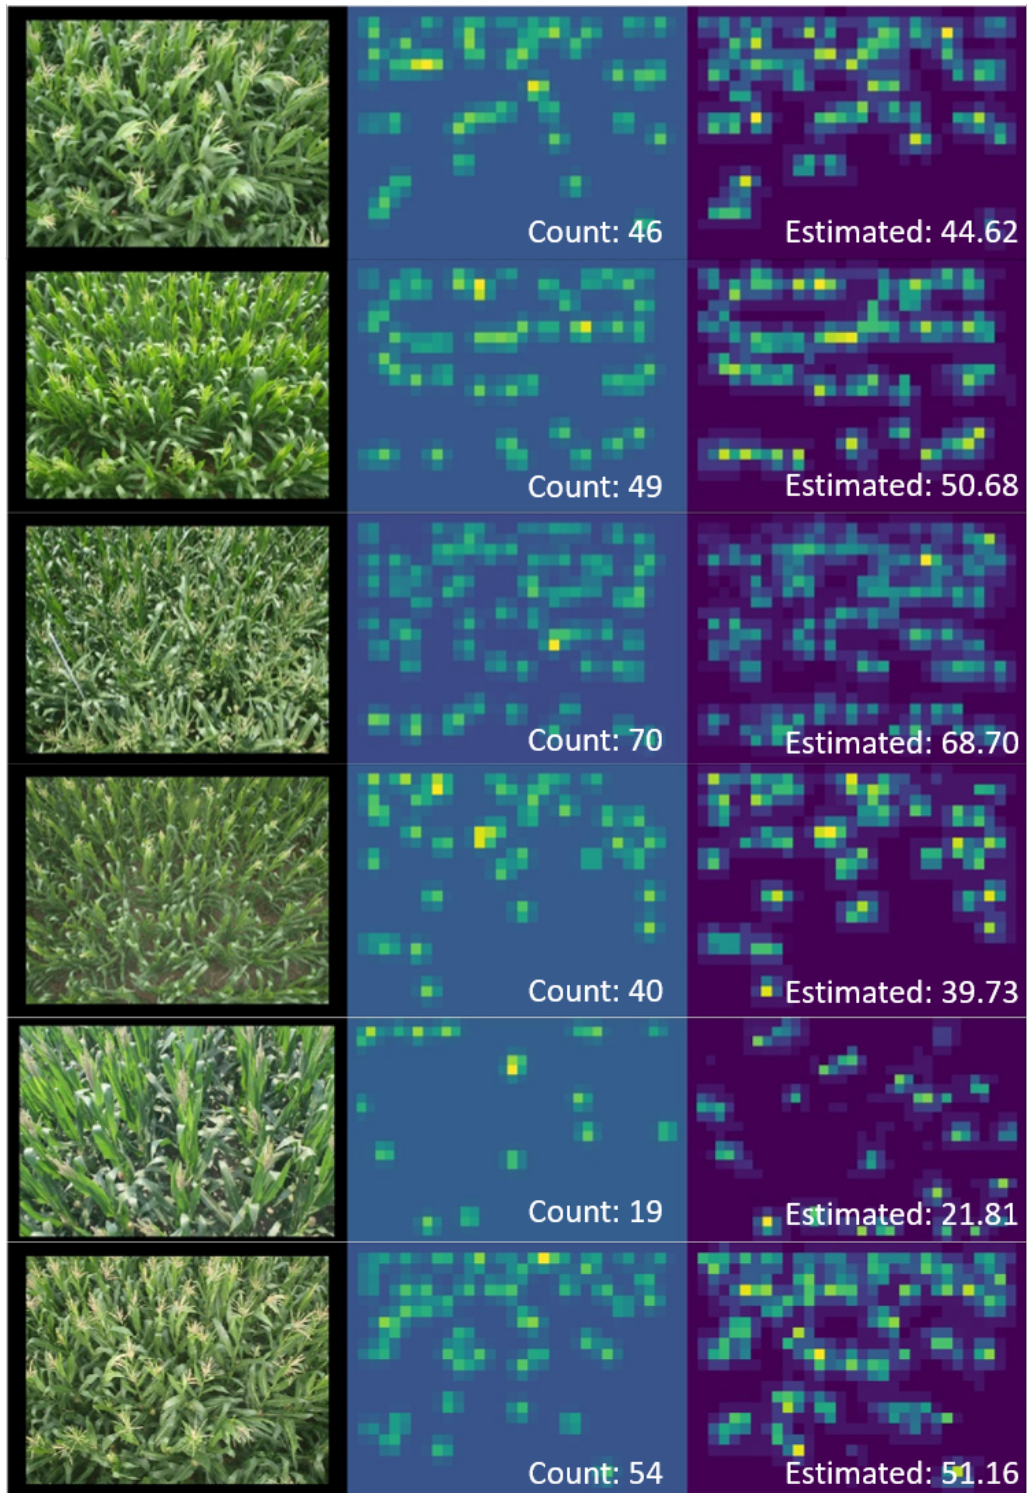 Count: 46
Estimated: 44.62
Count: 49
Estimated: 50.68
Count: 70
Estimated: 68.70
Count: 40
Estimated: 39.73
Count: 19
Estimated: 21.81
Count: 54
Estimated: 51.16